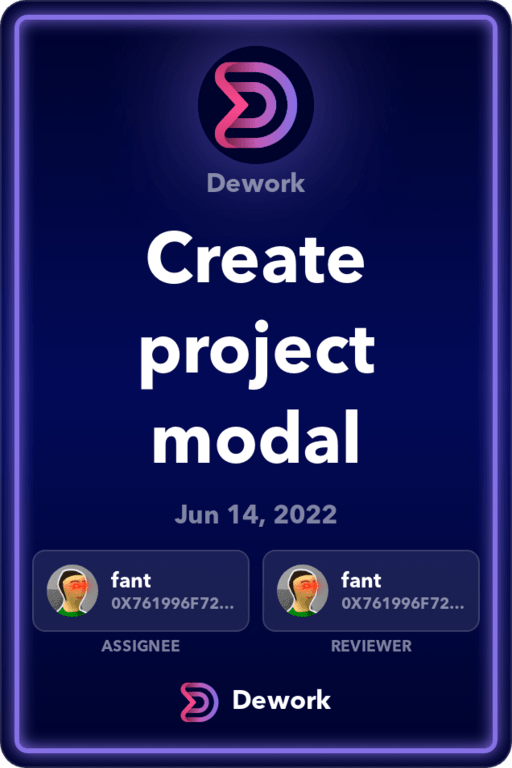 Dework
Create
project
modal
Jun 14, 2022
fant
0X761996F72...
fant
0X761996F72...
ASSIGNEE
REVIEWER
Dework